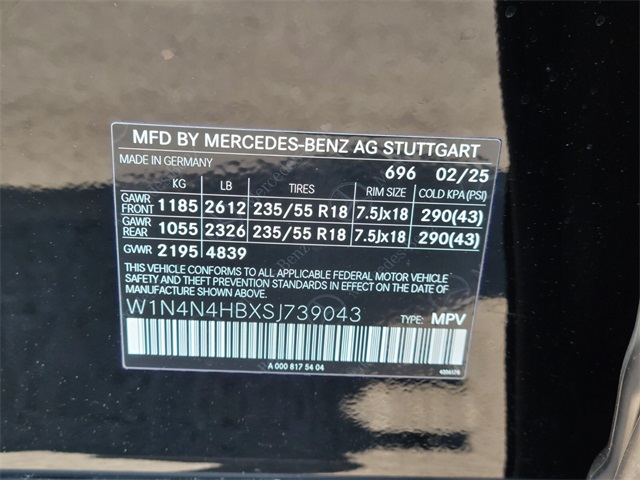 MFD BY MERCEDES-BENZ AG STUTTGART
MADE IN GERMANY 696 02/25
KG LB TIRES RIM SIZE COLD KPA(PSI)
GAWR FRONT 1185 2612 235/55 R18 7.5Jx18 290(43)
GAWR REAR 1055 2326 235/55 R18 7.5Jx18 290(43)
GVWR 2195 4839
THIS VEHICLE CONFORMS TO ALL APPLICABLE FEDERAL MOTOR VEHICLE
SAFETY AND THEFT PREVENTION STANDARDS IN EFFECT ON THE DATE OF
MANUFACTURE SHOWN ABOVE.
W1N4N4HBXSJ739043 TYPE: MPV
A 000 817 54 04